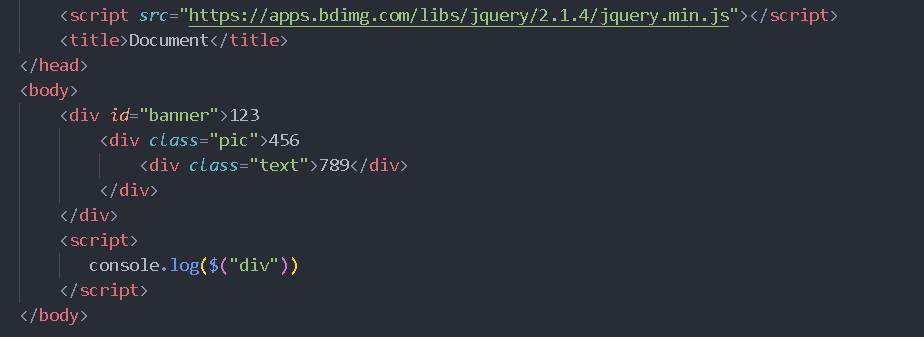 <script src="https://apps.bdimg.com/libs/jquery/2.1.4/jquery.min.js"></script>
<title>Document</title>
</head>
<body>
<div id="banner">123
<div class="pic">456
<div class="text">789</div>
</div>
</div>
<script>
console.log($("div"))
</script>
</body>